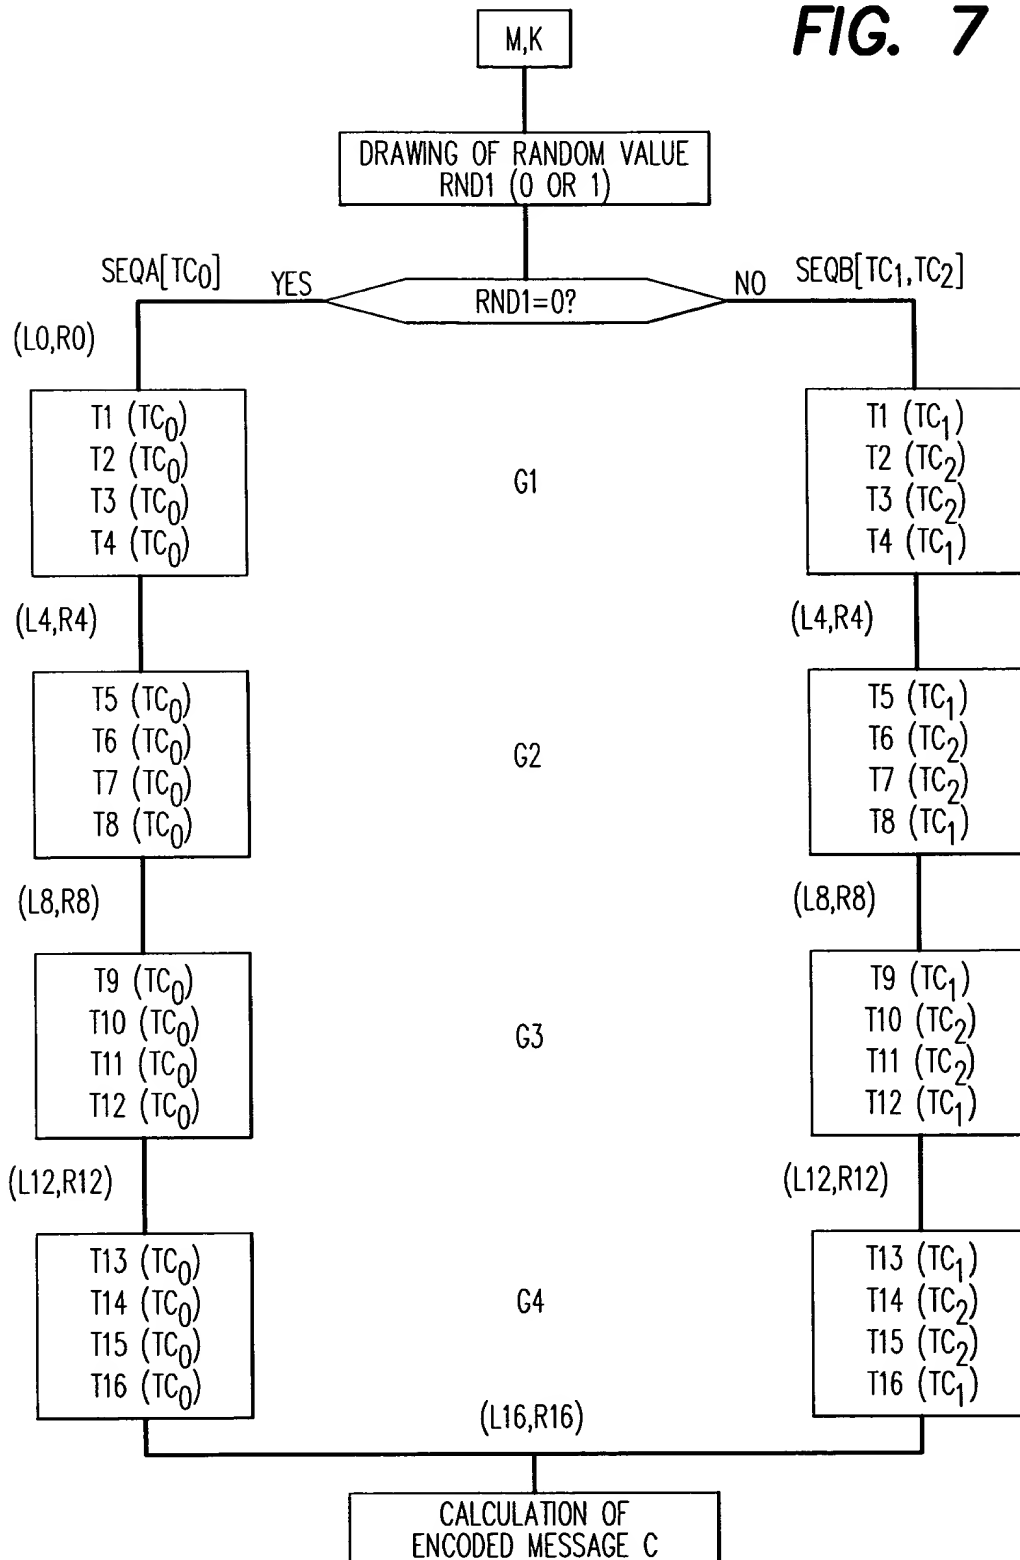 FIG. 7
M,K
DRAWING OF RANDOM VALUE
RND1 (0 OR 1)
SEQA[TC0]
YES
RND1=0?
NO
SEQB[TC1,TC2]
(L0,R0)
T1 (TC0)
T2 (TC0)
T3 (TC0)
T4 (TC0)
G1
T1 (TC1)
T2 (TC2)
T3 (TC2)
T4 (TC1)
(L4,R4)
(L4,R4)
T5 (TC0)
T6 (TC0)
T7 (TC0)
T8 (TC0)
G2
T5 (TC1)
T6 (TC2)
T7 (TC2)
T8 (TC1)
(L8,R8)
(L8,R8)
T9 (TC0)
T10 (TC0)
T11 (TC0)
T12 (TC0)
G3
T9 (TC1)
T10 (TC2)
T11 (TC2)
T12 (TC1)
(L12,R12)
(L12,R12)
T13 (TC0)
T14 (TC0)
T15 (TC0)
T16 (TC0)
G4
T13 (TC1)
T14 (TC2)
T15 (TC2)
T16 (TC1)
(L16,R16)
CALCULATION OF
ENCODED MESSAGE C